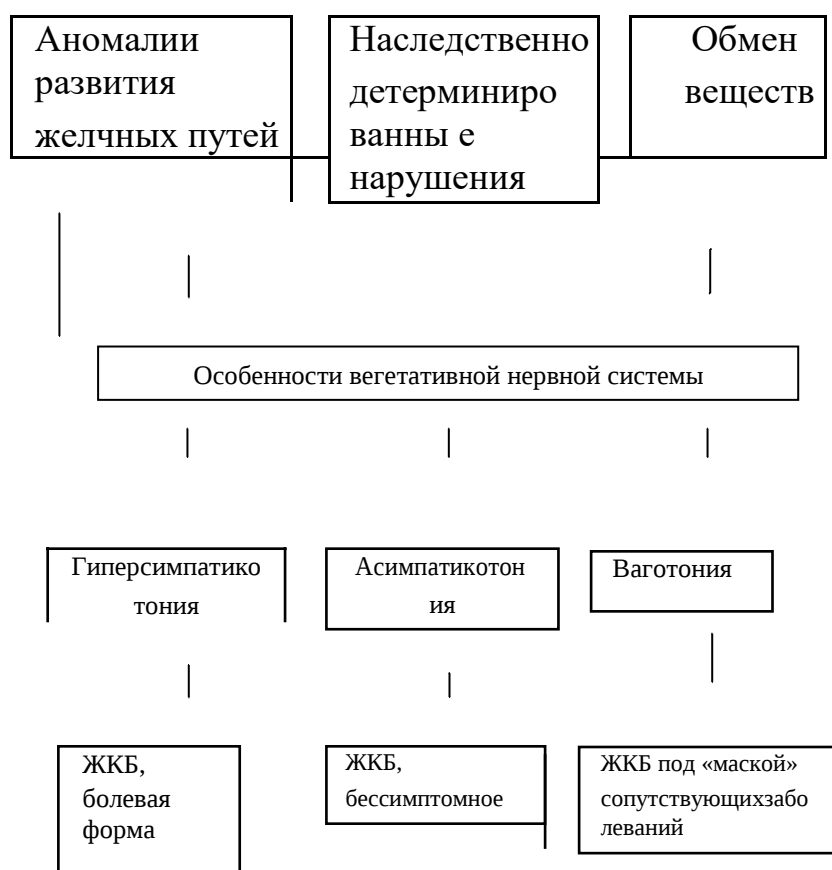 Аномалии
развития
желчных путей
Наследственно
детерминиро
ванны е
нарушения
Обмен
веществ
Особенности вегетативной нервной системы
Гиперсимпатико
тония
Асимпатикотон
ия
Ваготония
ЖКБ,
болевая
форма
ЖКБ,
бессимптомное
ЖКБ под «маской»
сопутствующихзабо
леваний